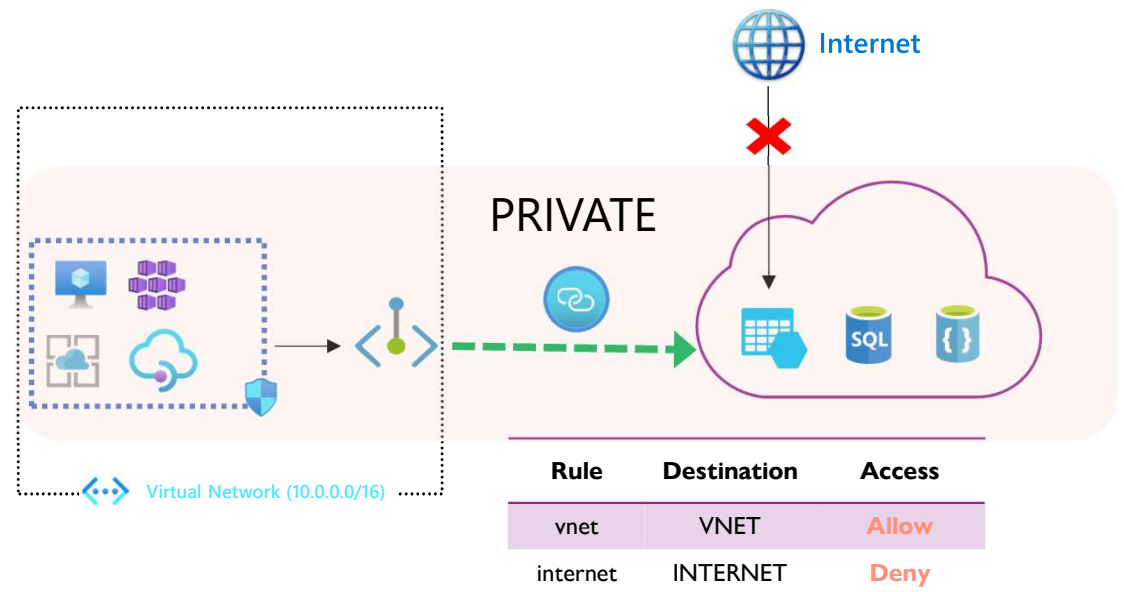 Internet
PRIVATE
SQL
{ }
Virtual Network (10.0.0.0/16)
Rule Destination Access
vnet VNET Allow
internet INTERNET Deny